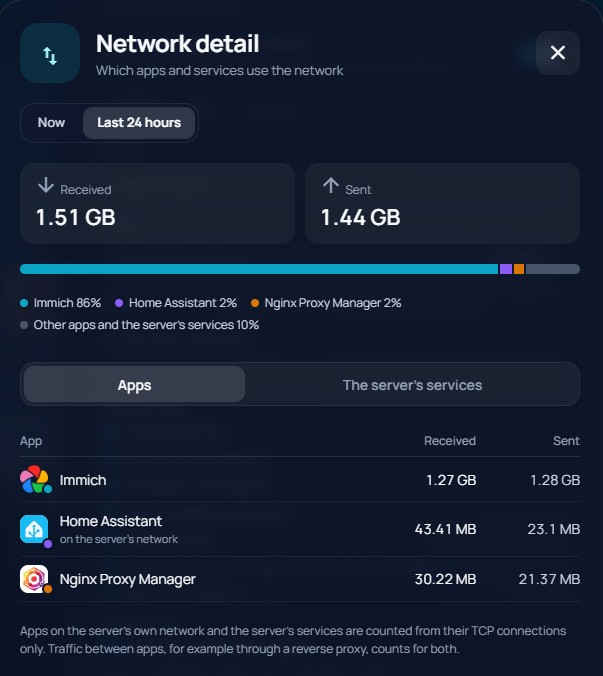 Network detail
Which apps and services use the network
Now
Last 24 hours
Received
1.51 GB
Sent
1.44 GB
Immich 86%
Home Assistant 2%
Nginx Proxy Manager 2%
Other apps and the server's services 10%
Apps
The server's services
App Received Sent
Immich 1.27 GB 1.28 GB
Home Assistant 43.41 MB 23.1 MB
on the server's network
Nginx Proxy Manager 30.22 MB 21.37 MB
Apps on the server's own network and the server's services are counted from their TCP connections
only. Traffic between apps, for example through a reverse proxy, counts for both.